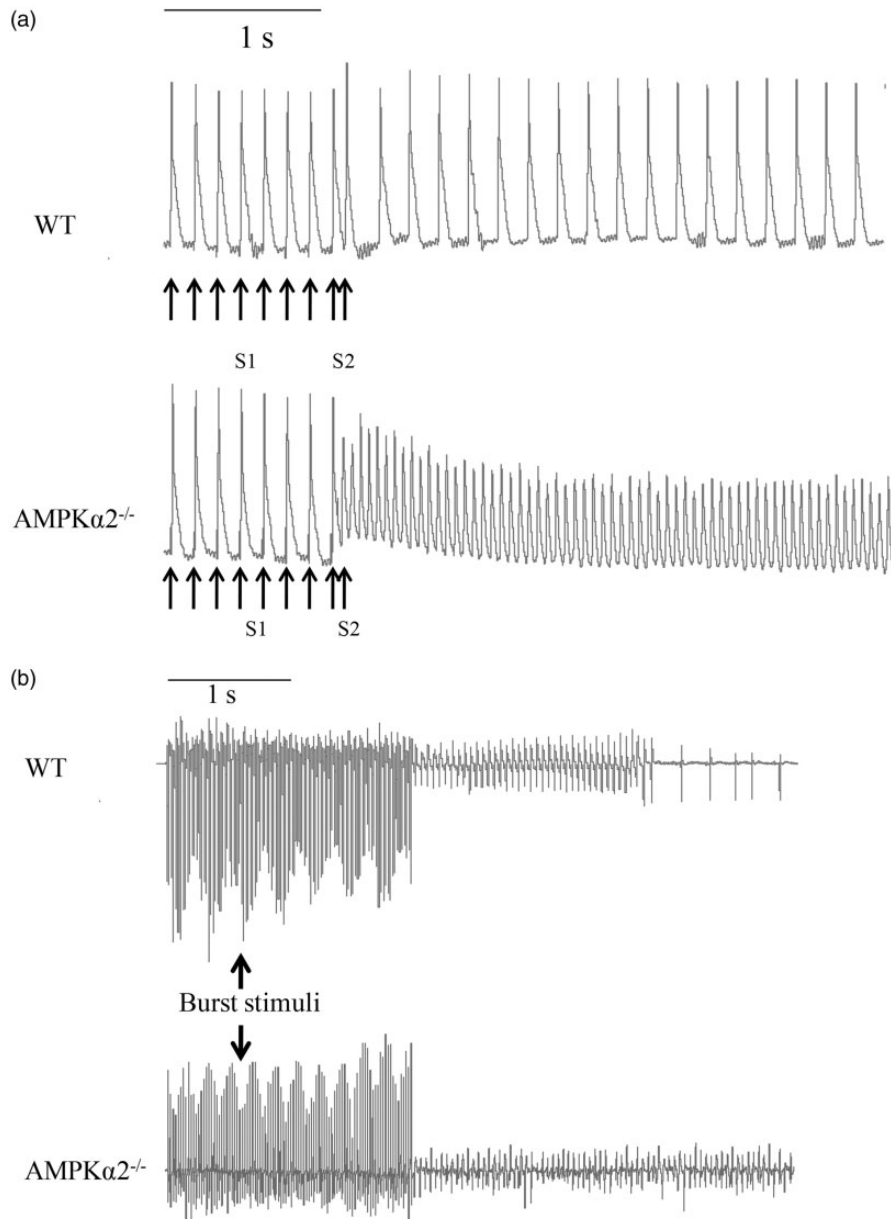 (a)
1 s
WT
S1 S2
AMPKα2-/-
S1 S2
(b)
1 s
WT
Burst stimuli
AMPKα2-/-